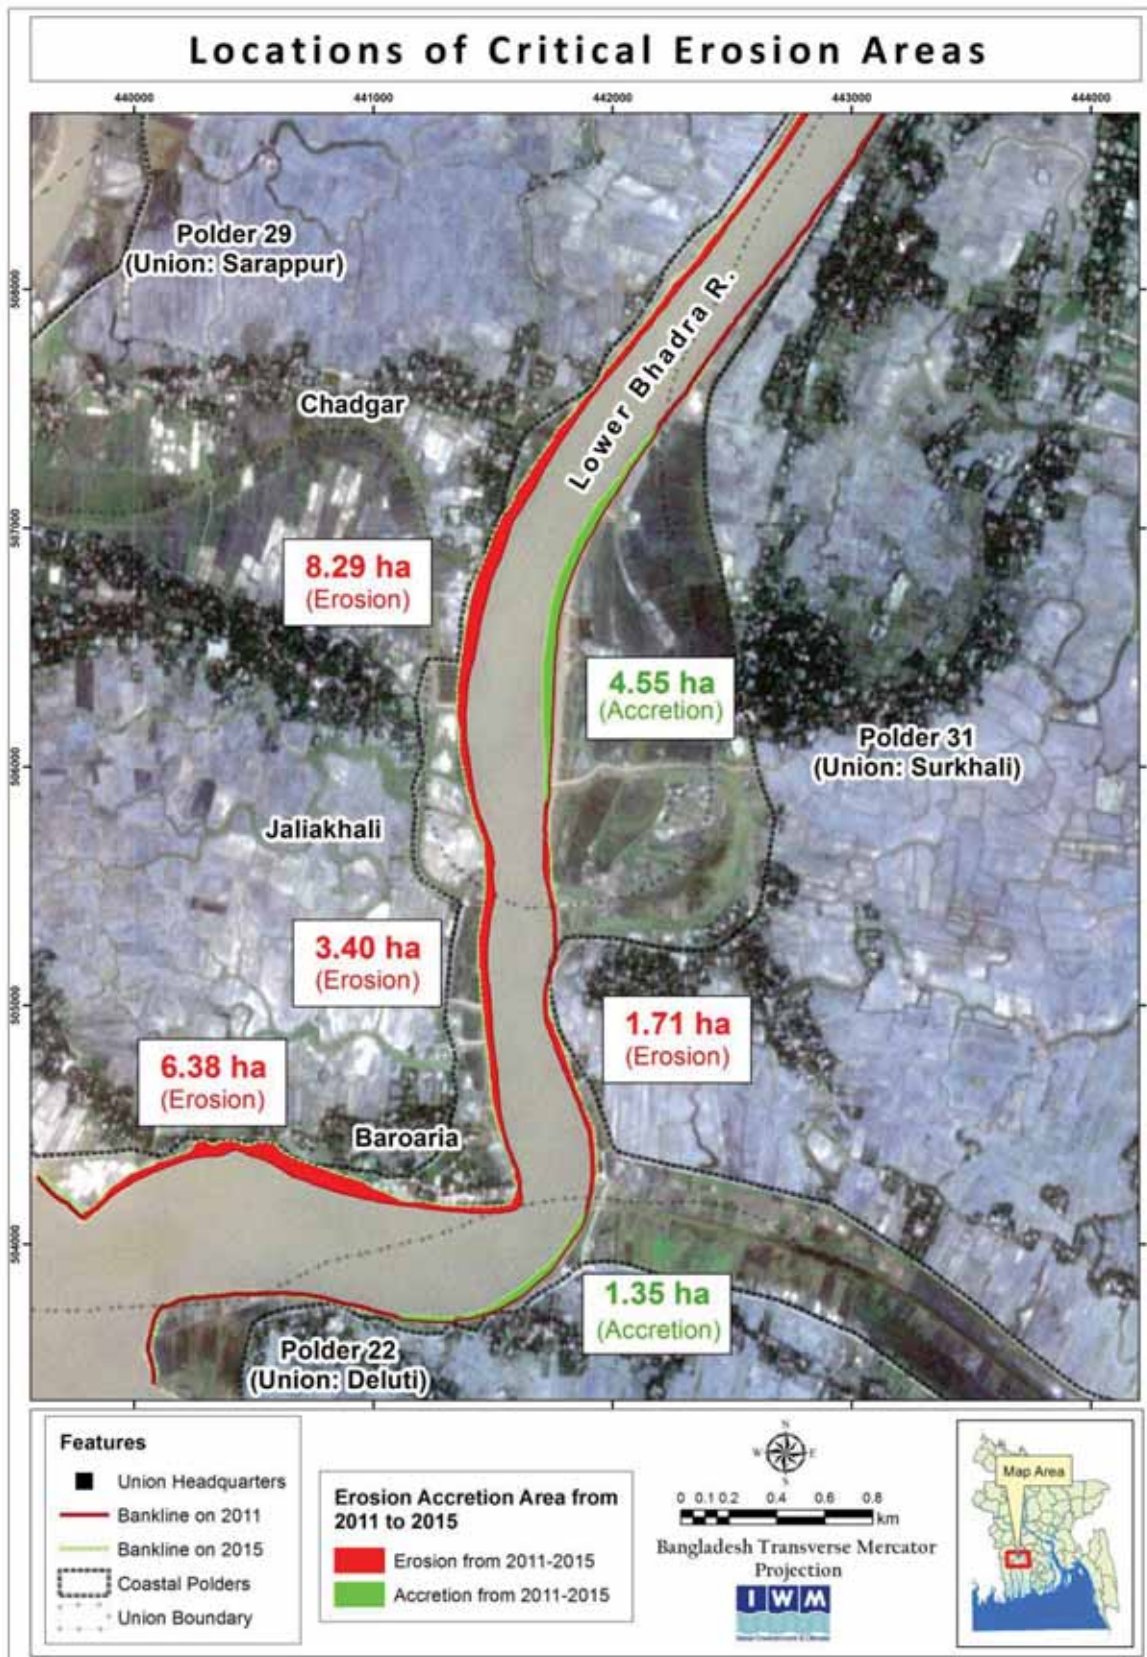 Locations of Critical Erosion Areas
440000 441000 442000 443000 444000
508000
507000
506000
505000
504000
Polder 29
(Union: Sarappur)
Lower Bhadra R.
Chadgar
8.29 ha
(Erosion)
4.55 ha
(Accretion)
Polder 31
(Union: Surkhali)
Jaliakhali
3.40 ha
(Erosion)
1.71 ha
(Erosion)
6.38 ha
(Erosion)
Baroaria
1.35 ha
(Accretion)
Polder 22
(Union: Deluti)
Features
Union Headquarters
Bankline on 2011
Bankline on 2015
Coastal Polders
Union Boundary
Erosion Accretion Area from
2011 to 2015
Erosion from 2011-2015
Accretion from 2011-2015
N
W E
S
0 0.1 0.2 0.4 0.6 0.8
km
Bangladesh Transverse Mercator
Projection
I W M
Map Area